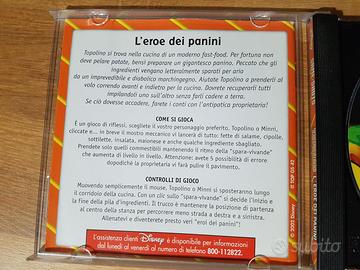 L'eroe dei panini
Topolino si trova nella cucina di un moderno fast-food. Per fortuna non
deve pelare patate, bensì preparare un gigantesco panino. Peccato che gli
ingredienti vengano letteralmente sparati per aria
da un imprevedibile e diabolico marchingegno. Aiutate Topolino a prenderli al
volo correndo avanti e indietro per la cucina. Dovrete recuperarli tutti
impilandoli uno sull'altro senza farli cadere a terra.
Se ciò dovesse accadere, farete i conti con l'antipatica proprietaria!
COME SI GIOCA
È un gioco di riflessi, scegliete il vostro personaggio preferito, Topolino o Minni,
cliccate e... in breve il nostro meccanico vi lancerà di tutto: fette di salame, cipolle,
sottilette, insalata, maionese e anche qualche ingrediente sbagliato.
Prendete solo quelli commestibili mantenendo il ritmo della "spara-vivande"
che aumenta di livello in livello. Attenzione: avete 5 possibilità di errore
dopodiché la proprietaria vi farà pulire il pavimento.
CONTROLLI DI GIOCO
Muovendo semplicemente il mouse, Topolino o Minni si sposteranno lungo
il corridoio della cucina. Con un clic sullo "spara-vivande" si decide l'inizio e
la fine della pila d'ingredienti. Il trucco è mantenere la posizione di partenza
al centro della stanza per percorrere meno strada a destra e a sinistra.
Allenatevi e diventerete presto veri "eroi dei panini"!
L'assistenza clienti Disney è disponibile per informazioni
dal lunedì al venerdì al numero di telefono 800-112822.
L'EROE DEI PANINI
Disney 2002
subito